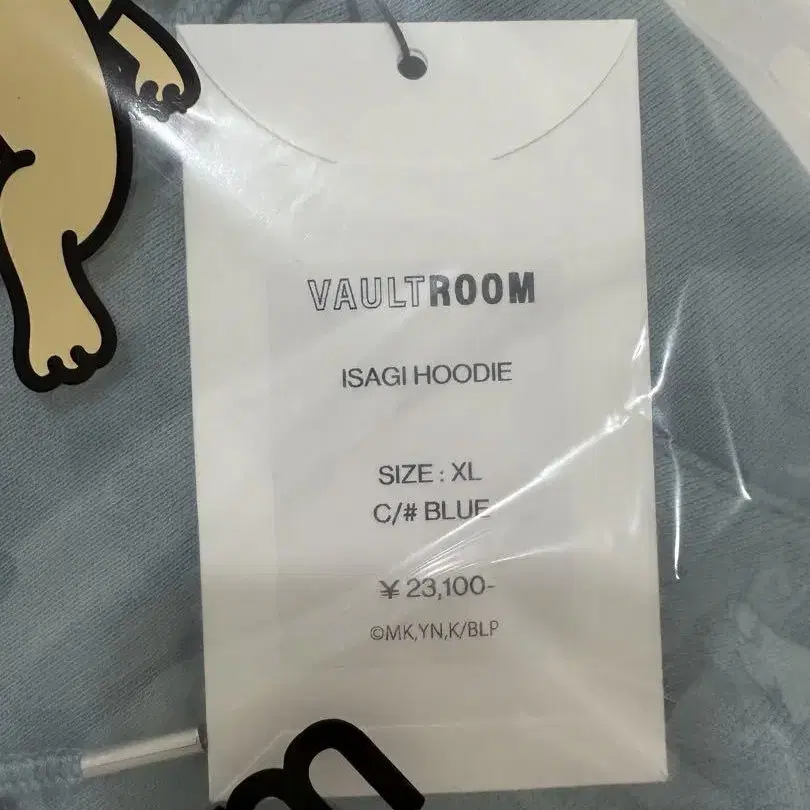 VAULTROOM
ISAGI HOODIE
SIZE : XL
C/# BLUE
¥ 23,100-
©MK,YN,K/BLP
m